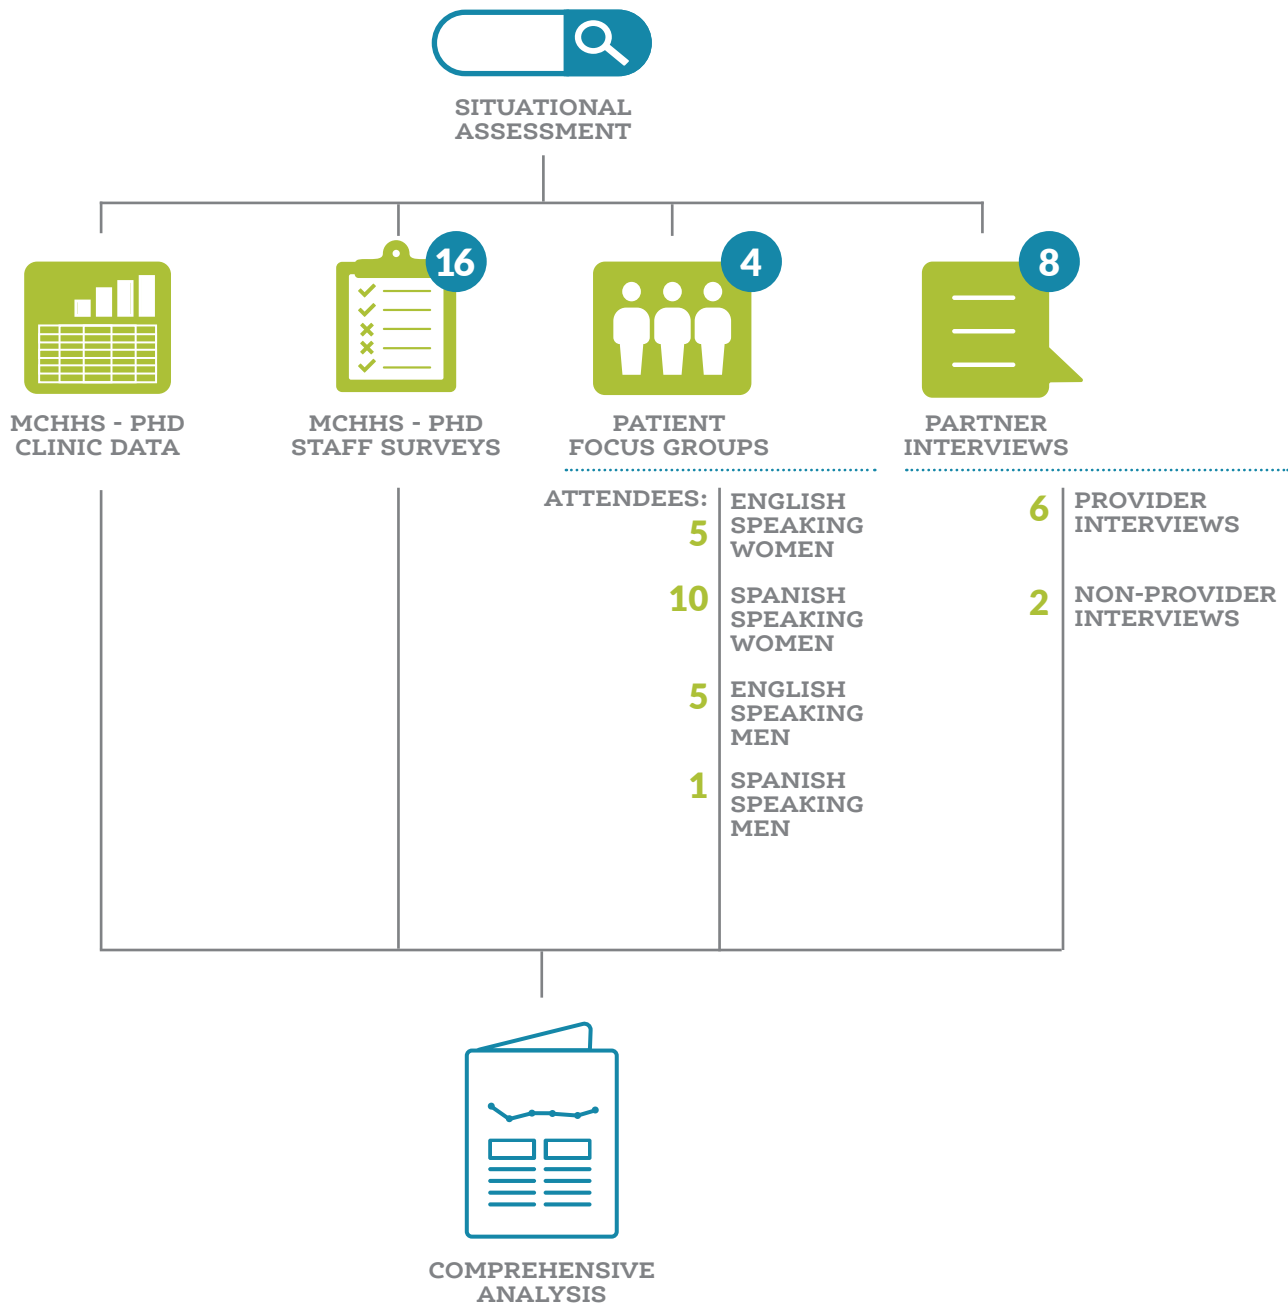 SITUATIONAL
ASSESSMENT
16
4
8
MCHHS - PHD
CLINIC DATA
MCHHS - PHD
STAFF SURVEYS
PATIENT
FOCUS GROUPS
PARTNER
INTERVIEWS
ATTENDEES:
5
ENGLISH
SPEAKING
WOMEN
10
SPANISH
SPEAKING
WOMEN
5
ENGLISH
SPEAKING
MEN
1
SPANISH
SPEAKING
MEN
6
PROVIDER
INTERVIEWS
2
NON-PROVIDER
INTERVIEWS
COMPREHENSIVE
ANALYSIS